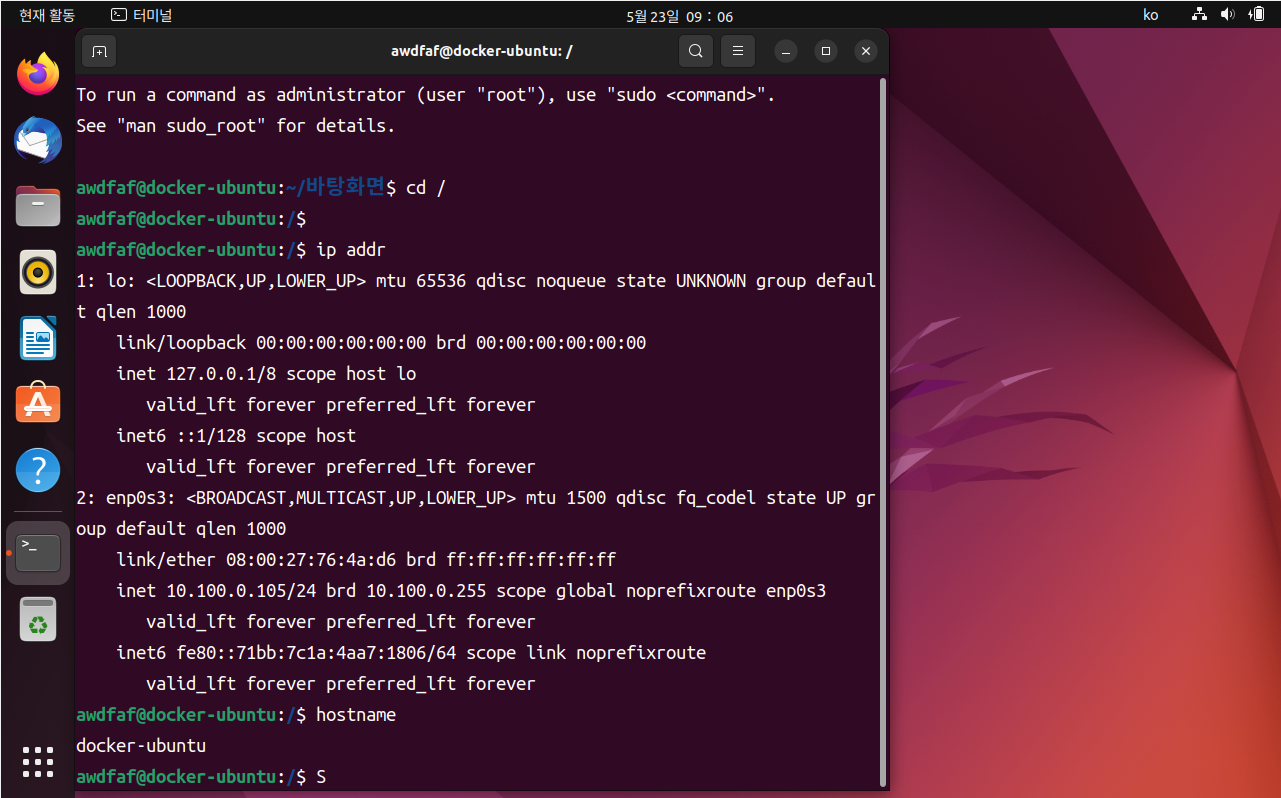 현재 활동
터미널
5월 23일 09 : 06
ko
awdfaf@docker-ubuntu: /
To run a command as administrator (user "root"), use "sudo <command>".
See "man sudo_root" for details.
awdfaf@docker-ubuntu:~/바탕화면$ cd /
awdfaf@docker-ubuntu:/$
awdfaf@docker-ubuntu:/$ ip addr
1: lo: <LOOPBACK,UP,LOWER_UP> mtu 65536 qdisc noqueue state UNKNOWN group defaul
t qlen 1000
    link/loopback 00:00:00:00:00:00 brd 00:00:00:00:00:00
    inet 127.0.0.1/8 scope host lo
       valid_lft forever preferred_lft forever
    inet6 ::1/128 scope host
       valid_lft forever preferred_lft forever
2: enp0s3: <BROADCAST,MULTICAST,UP,LOWER_UP> mtu 1500 qdisc fq_codel state UP gr
oup default qlen 1000
    link/ether 08:00:27:76:4a:d6 brd ff:ff:ff:ff:ff:ff
    inet 10.100.0.105/24 brd 10.100.0.255 scope global noprefixroute enp0s3
       valid_lft forever preferred_lft forever
    inet6 fe80::71bb:7c1a:4aa7:1806/64 scope link noprefixroute
       valid_lft forever preferred_lft forever
awdfaf@docker-ubuntu:/$ hostname
docker-ubuntu
awdfaf@docker-ubuntu:/$ S